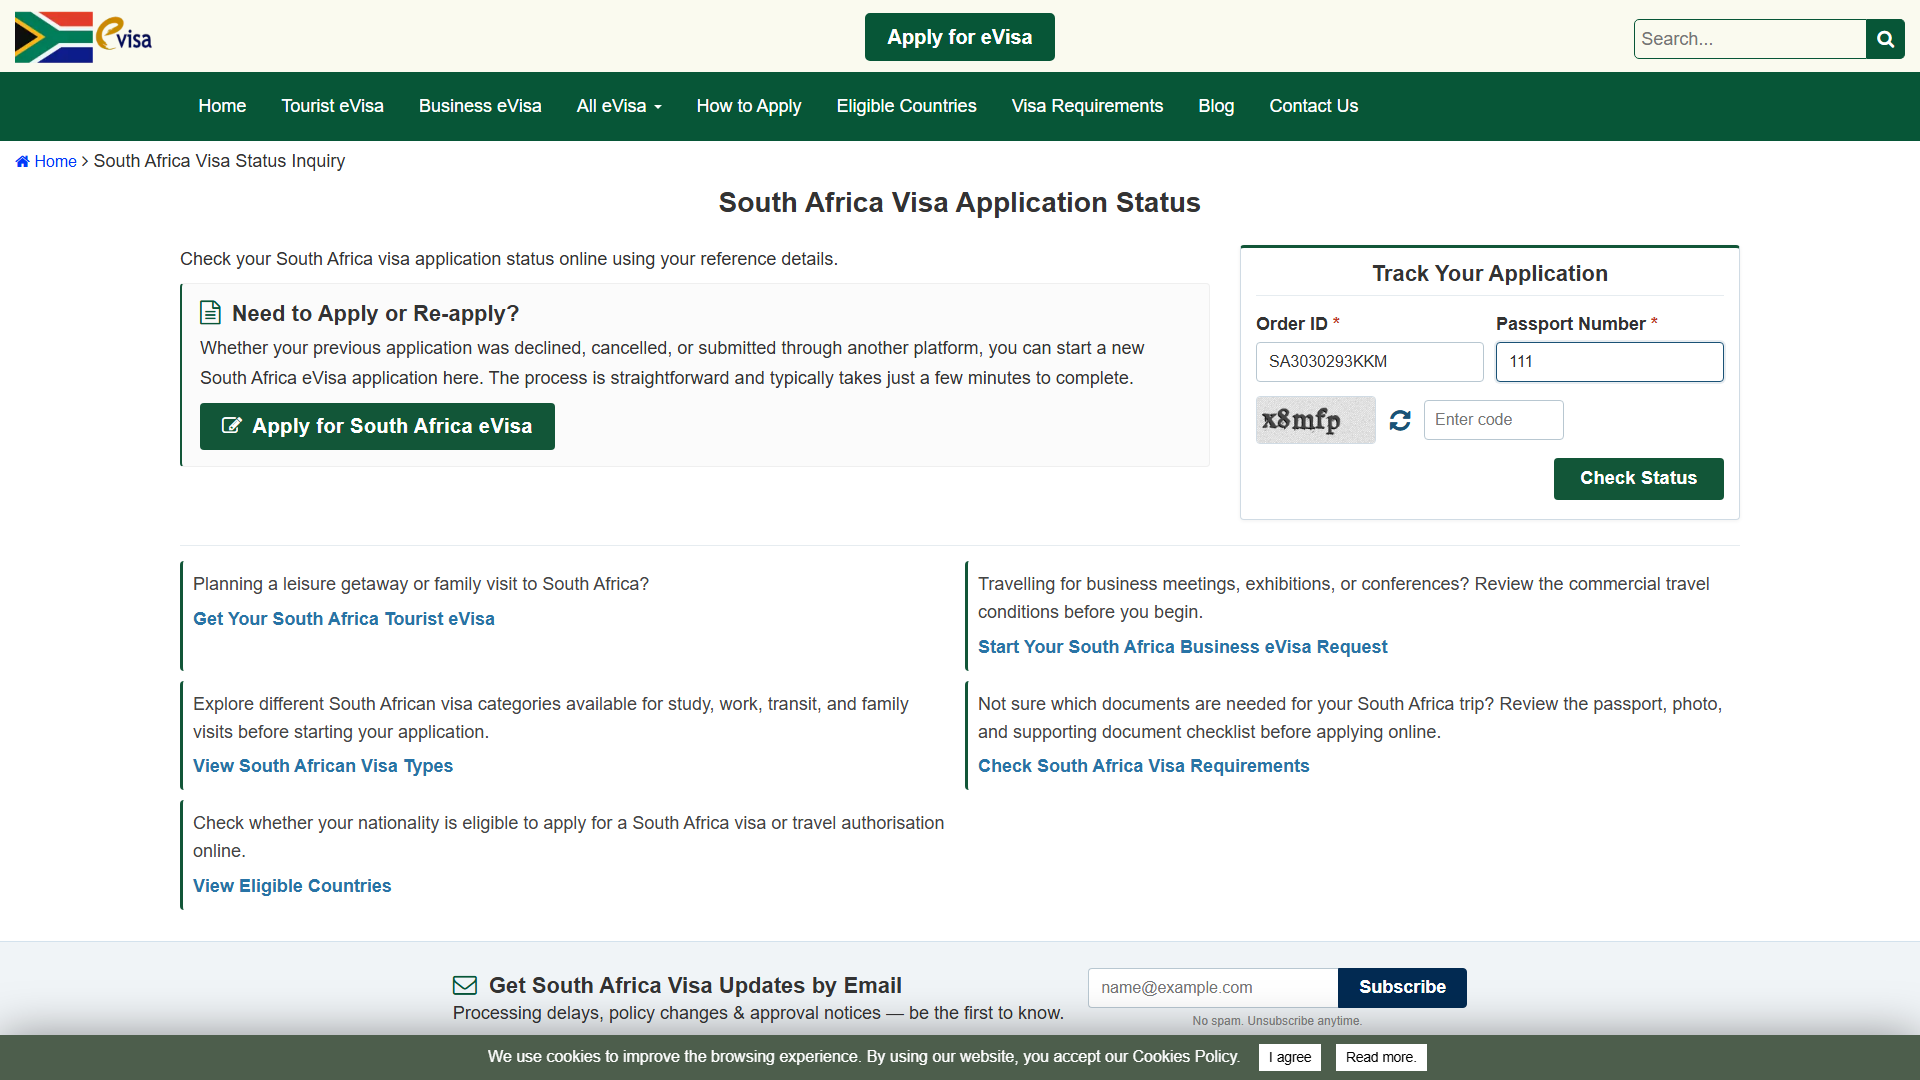 evisa
Apply for eVisa
Search...
Home
Tourist eVisa
Business eVisa
All eVisa
How to Apply
Eligible Countries
Visa Requirements
Blog
Contact Us
Home > South Africa Visa Status Inquiry
South Africa Visa Application Status
Check your South Africa visa application status online using your reference details.
Need to Apply or Re-apply?
Whether your previous application was declined, cancelled, or submitted through another platform, you can start a new
South Africa eVisa application here. The process is straightforward and typically takes just a few minutes to complete.
Apply for South Africa eVisa
Track Your Application
Order ID *
Passport Number *
SA3030293KKM
111
x8mfp
Enter code
Check Status
Planning a leisure getaway or family visit to South Africa?
Get Your South Africa Tourist eVisa
Travelling for business meetings, exhibitions, or conferences? Review the commercial travel
conditions before you begin.
Start Your South Africa Business eVisa Request
Explore different South African visa categories available for study, work, transit, and family
visits before starting your application.
View South African Visa Types
Not sure which documents are needed for your South Africa trip? Review the passport, photo,
and supporting document checklist before applying online.
Check South Africa Visa Requirements
Check whether your nationality is eligible to apply for a South Africa visa or travel authorisation
online.
View Eligible Countries
Get South Africa Visa Updates by Email
Processing delays, policy changes & approval notices — be the first to know.
name@example.com
Subscribe
No spam. Unsubscribe anytime.
We use cookies to improve the browsing experience. By using our website, you accept our Cookies Policy.
I agree
Read more.